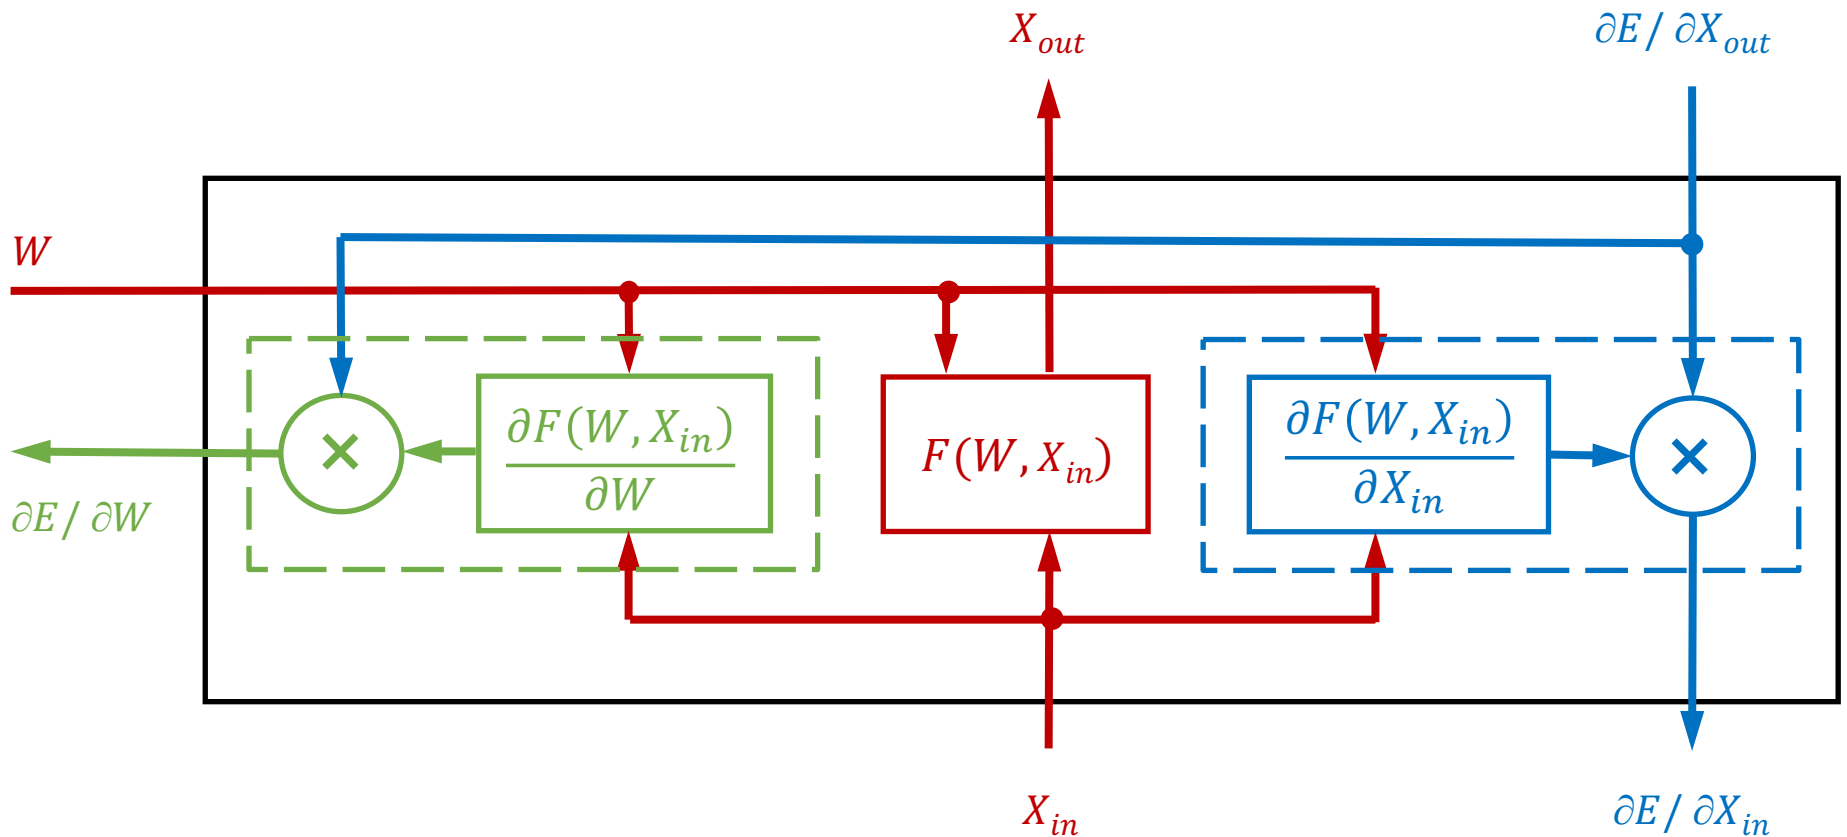 X_out
∂E/ ∂X_out
W
×
∂F(W, X_in)
∂W
F(W, X_in)
∂F(W, X_in)
∂X_in
×
∂E/ ∂W
X_in
∂E/ ∂X_in